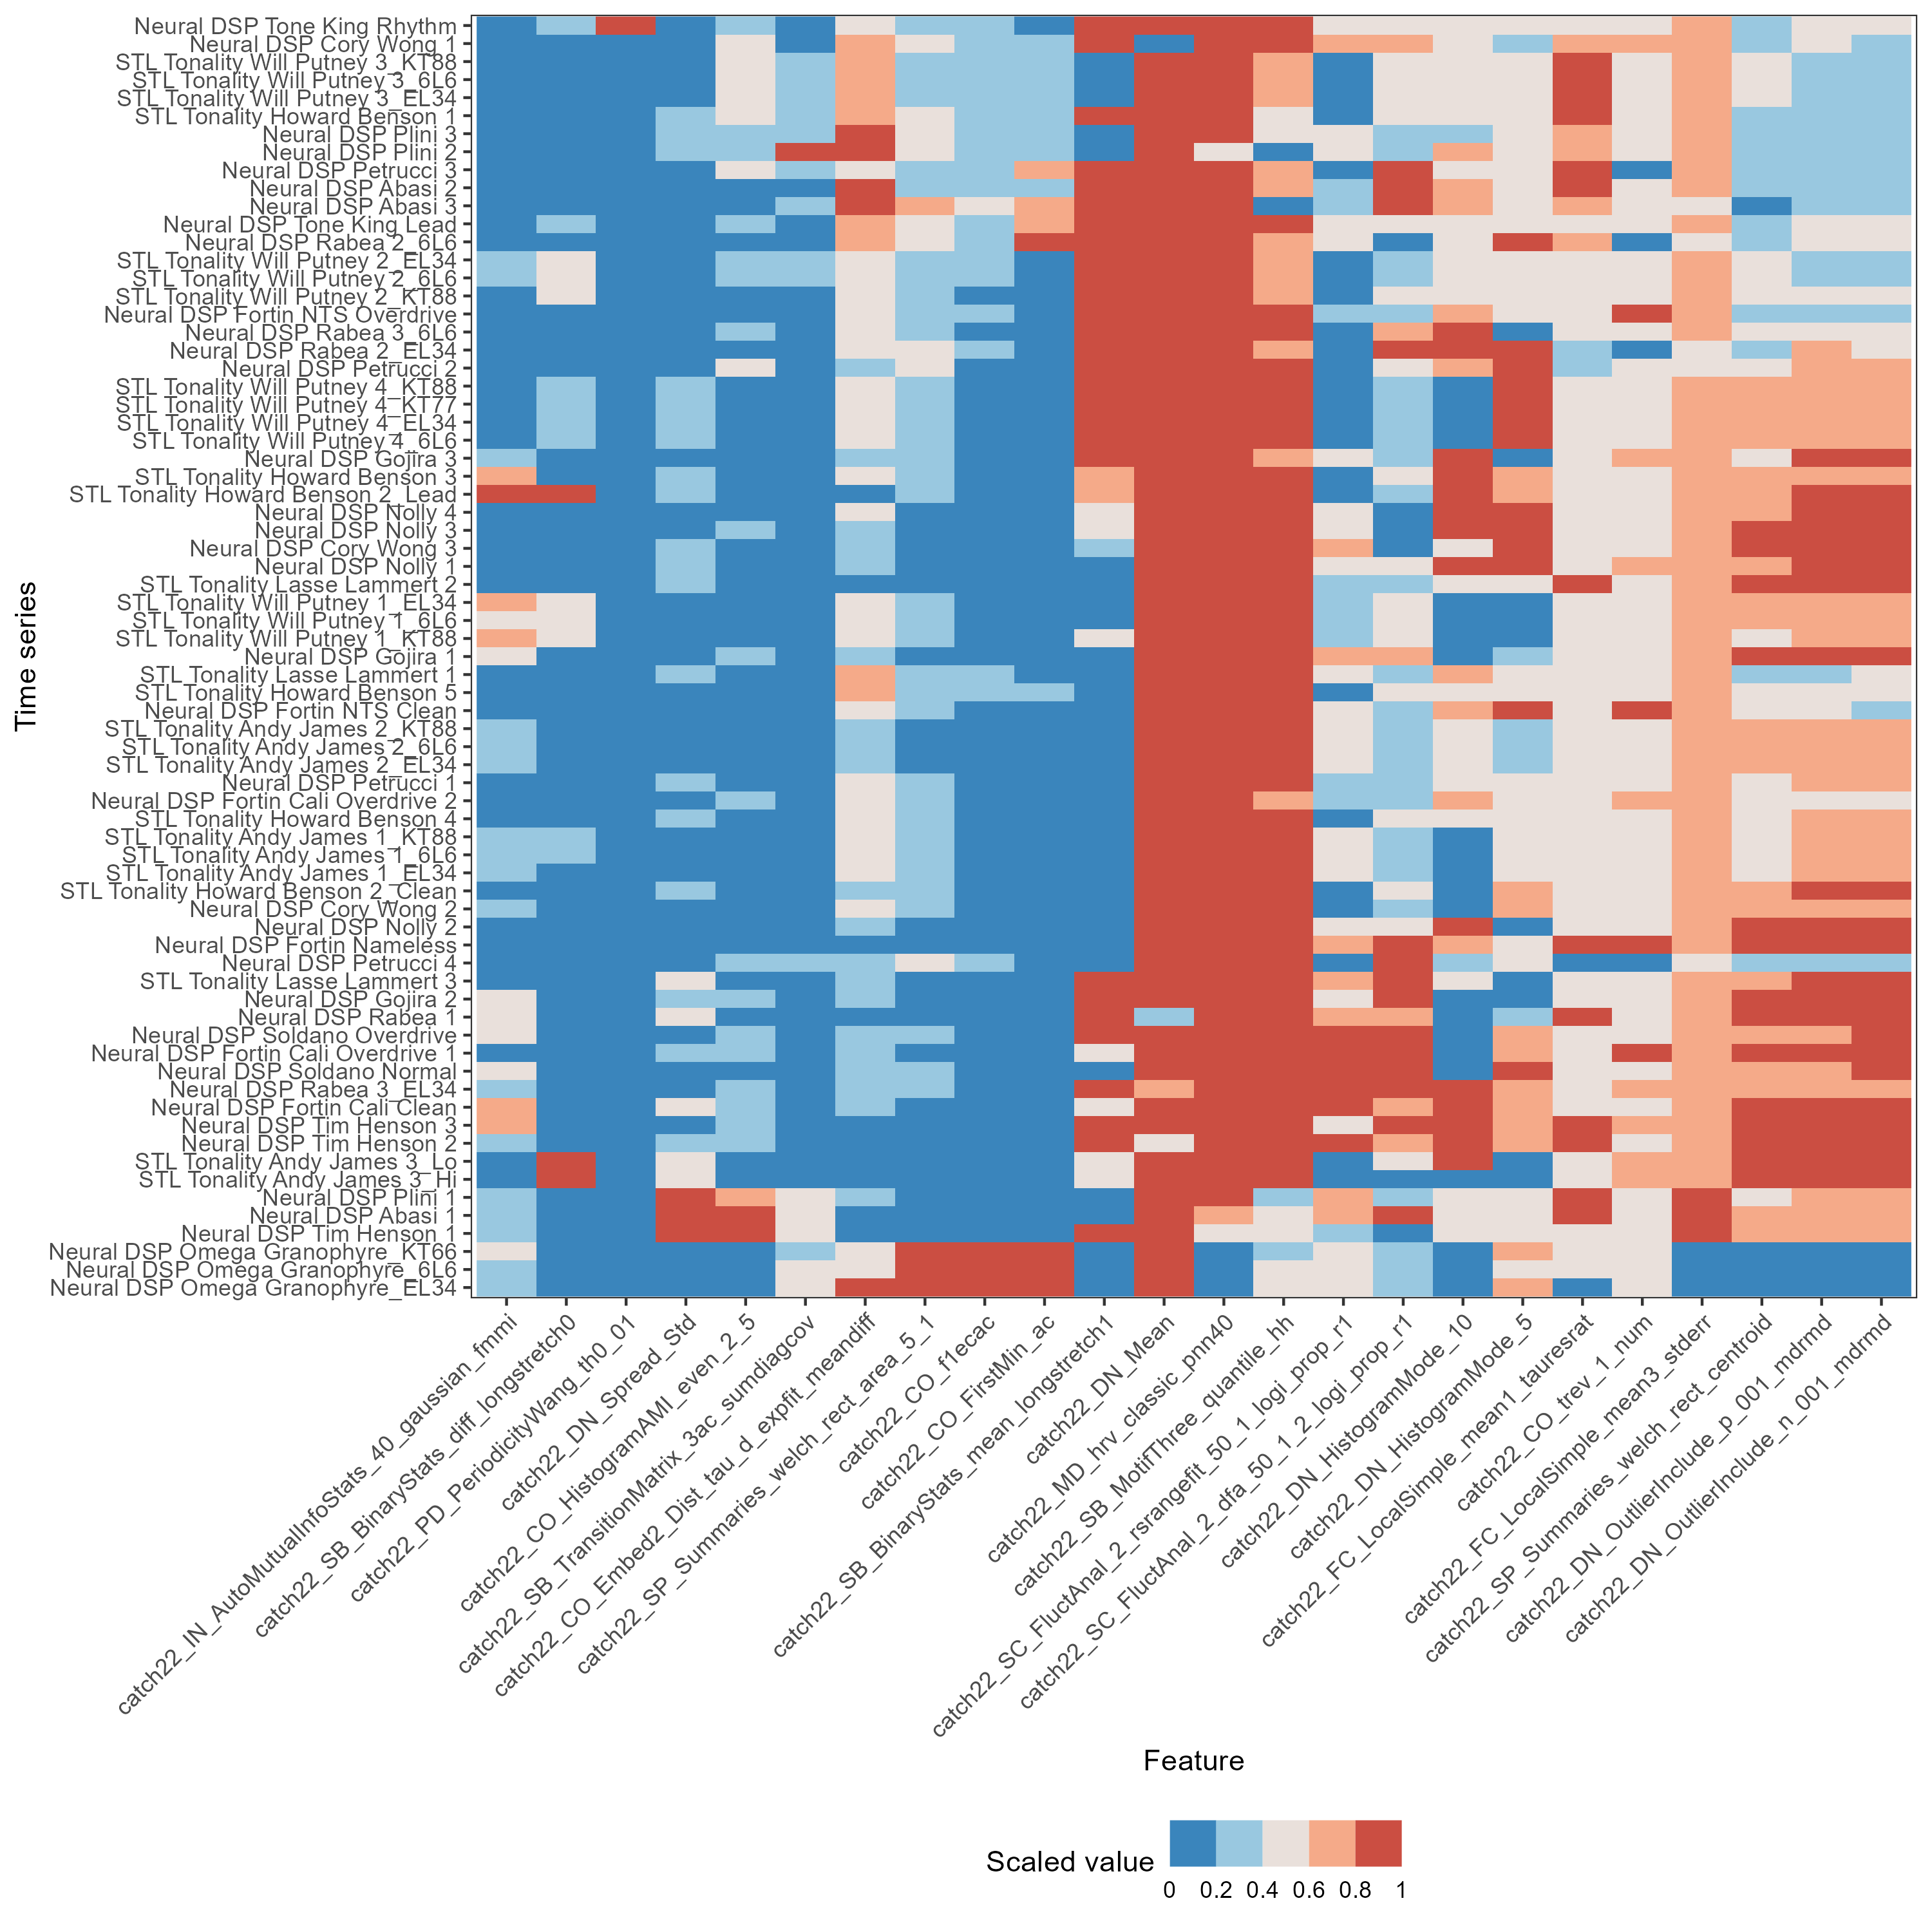 Time series
Neural DSP Tone King Rhythm
Neural DSP Cory Wong 1
STL Tonality Will Putney 3_KT88
STL Tonality Will Putney 3_6L6
STL Tonality Will Putney 3_EL34
STL Tonality Howard Benson 1
Neural DSP Plini 3
Neural DSP Plini 2
Neural DSP Petrucci 3
Neural DSP Abasi 2
Neural DSP Abasi 3
Neural DSP Tone King Lead
Neural DSP Rabea 2_6L6
STL Tonality Will Putney 2_EL34
STL Tonality Will Putney 2_6L6
STL Tonality Will Putney 2_KT88
Neural DSP Fortin NTS Overdrive
Neural DSP Rabea 3_6L6
Neural DSP Rabea 2_EL34
Neural DSP Petrucci 2
STL Tonality Will Putney 4_KT88
STL Tonality Will Putney 4_KT77
STL Tonality Will Putney 4_EL34
STL Tonality Will Putney 4_6L6
Neural DSP Gojira 3
STL Tonality Howard Benson 3
STL Tonality Howard Benson 2_Lead
Neural DSP Nolly 4
Neural DSP Nolly 3
Neural DSP Cory Wong 3
Neural DSP Nolly 1
STL Tonality Lasse Lammert 2
STL Tonality Will Putney 1_EL34
STL Tonality Will Putney 1_6L6
STL Tonality Will Putney 1_KT88
Neural DSP Gojira 1
STL Tonality Lasse Lammert 1
STL Tonality Howard Benson 5
Neural DSP Fortin NTS Clean
STL Tonality Andy James 2_KT88
STL Tonality Andy James 2_6L6
STL Tonality Andy James 2_EL34
Neural DSP Petrucci 1
Neural DSP Fortin Cali Overdrive 2
STL Tonality Howard Benson 4
STL Tonality Andy James 1_KT88
STL Tonality Andy James 1_6L6
STL Tonality Andy James 1_EL34
STL Tonality Howard Benson 2_Clean
Neural DSP Cory Wong 2
Neural DSP Nolly 2
Neural DSP Fortin Nameless
Neural DSP Petrucci 4
STL Tonality Lasse Lammert 3
Neural DSP Gojira 2
Neural DSP Rabea 1
Neural DSP Soldano Overdrive
Neural DSP Fortin Cali Overdrive 1
Neural DSP Soldano Normal
Neural DSP Rabea 3_EL34
Neural DSP Fortin Cali Clean
Neural DSP Tim Henson 3
Neural DSP Tim Henson 2
STL Tonality Andy James 3_Lo
STL Tonality Andy James 3_Hi
Neural DSP Plini 1
Neural DSP Abasi 1
Neural DSP Tim Henson 1
Neural DSP Omega Granophyre_KT66
Neural DSP Omega Granophyre_6L6
Neural DSP Omega Granophyre_EL34
catch22_IN_AutoMutualInfoStats_40_gaussian_fmmi
catch22_SB_BinaryStats_diff_longstretch0
catch22_PD_PeriodicityWang_th0_01
catch22_DN_Spread_Std
catch22_CO_HistogramAMI_even_2_5
catch22_SB_TransitionMatrix_3ac_sumdiagcov
catch22_CO_Embed2_Dist_tau_d_expfit_meandiff
catch22_SP_Summaries_welch_rect_area_5_1
catch22_CO_f1ecac
catch22_CO_FirstMin_ac
catch22_SB_BinaryStats_mean_longstretch1
catch22_DN_Mean
catch22_MD_hrv_classic_pnn40
catch22_SB_MotifThree_quantile_hh
catch22_SC_FluctAnal_2_rsrangefit_50_1_logi_prop_r1
catch22_SC_FluctAnal_2_dfa_50_1_2_logi_prop_r1
catch22_DN_HistogramMode_10
catch22_DN_HistogramMode_5
catch22_FC_LocalSimple_mean1_tauresrat
catch22_CO_trev_1_num
catch22_FC_LocalSimple_mean3_stderr
catch22_SP_Summaries_welch_rect_centroid
catch22_DN_OutlierInclude_p_001_mdrmd
catch22_DN_OutlierInclude_n_001_mdrmd
Feature
Scaled value
0 0.2 0.4 0.6 0.8 1